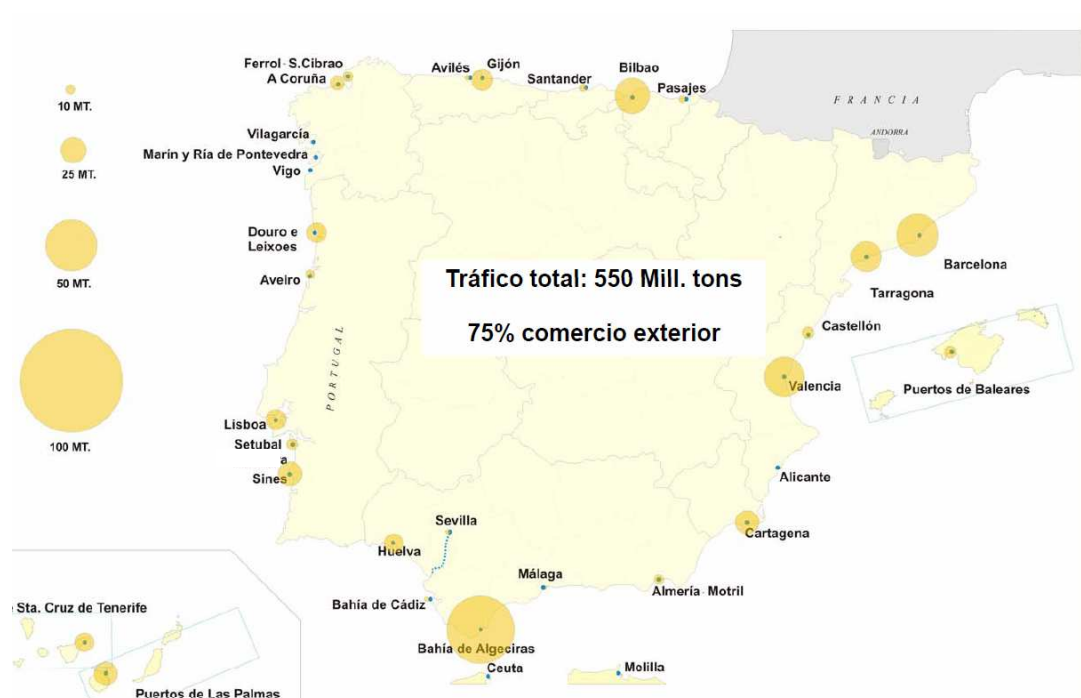 Ferrol - S.Cibrao
A Coruña
Avilés
Gijón
Santander
Bilbao
Pasajes
10 MT.
FRANCIA
ANDORRA
Vilagarcía
Marín y Ría de Pontevedra
Vigo
25 MT.
Douro e
Leixoes
Aveiro
50 MT.
Barcelona
Tarragona
Tráfico total: 550 Mill. tons
75% comercio exterior
Castellón
PORTUGAL
Valencia
Puertos de Baleares
100 MT.
Lisboa
Setubal
a
Sines
Alicante
Sevilla
Cartagena
Huelva
Málaga
Almería - Motril
Bahía de Cádiz
Sta. Cruz de Tenerife
Bahía de Algeciras
Ceuta
Melilla
Puertos de Las Palmas